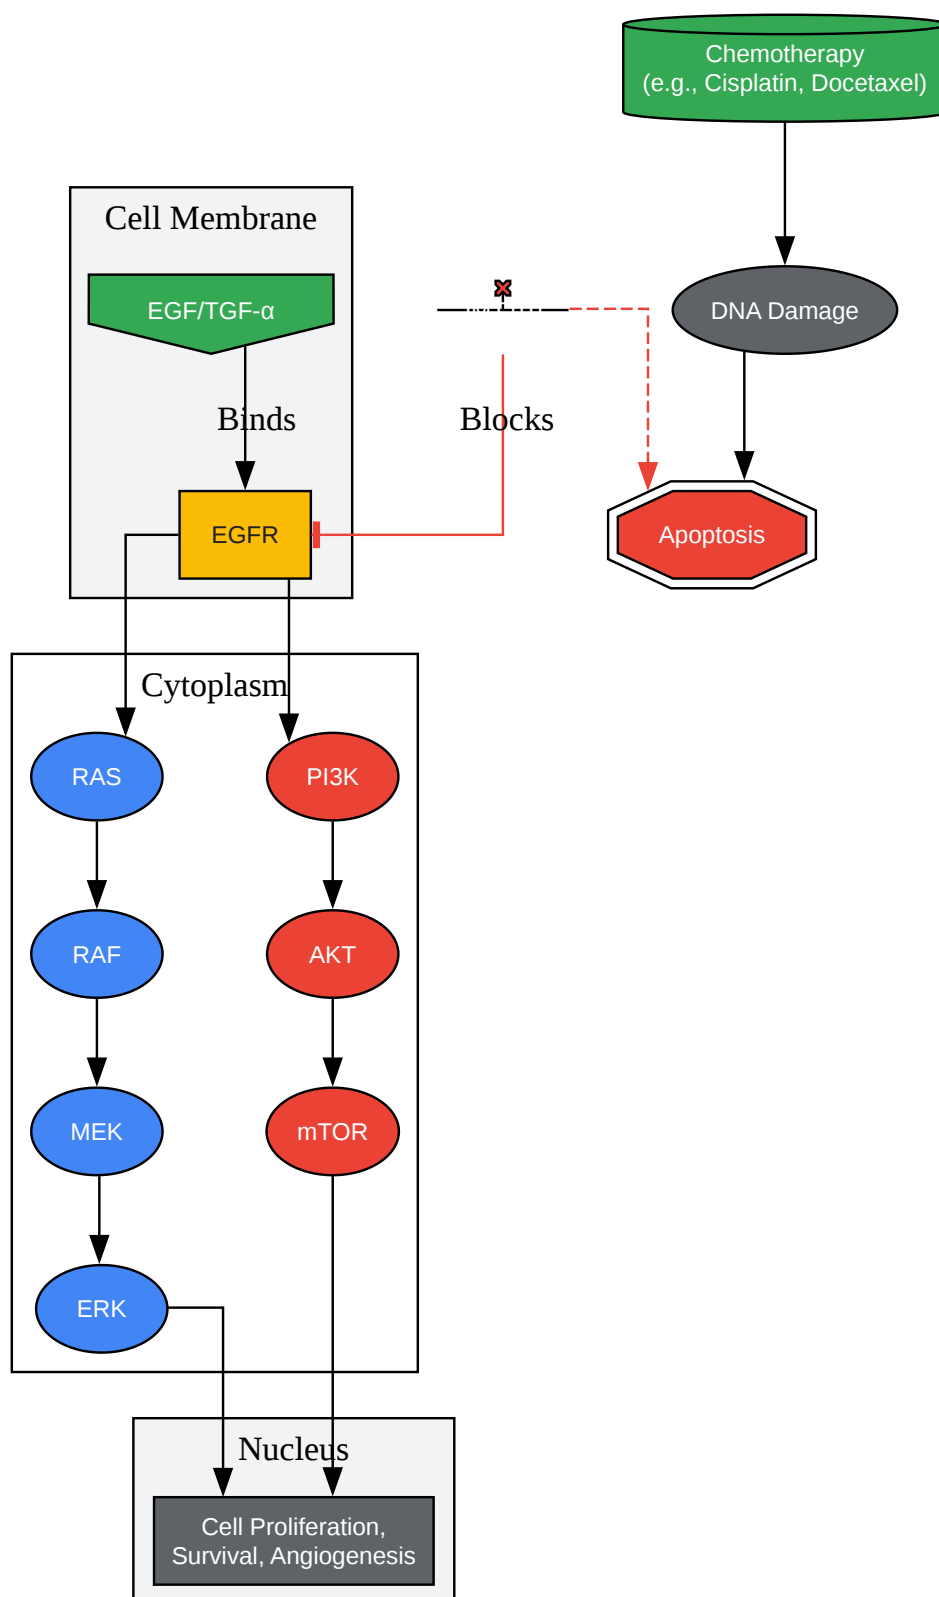 Chemotherapy
(e.g., Cisplatin, Docetaxel)
Cell Membrane
EGF/TGF-α
DNA Damage
Binds
Blocks
EGFR
Apoptosis
Cytoplasm
RAS
PI3K
RAF
AKT
MEK
mTOR
ERK
Nucleus
Cell Proliferation,
Survival, Angiogenesis